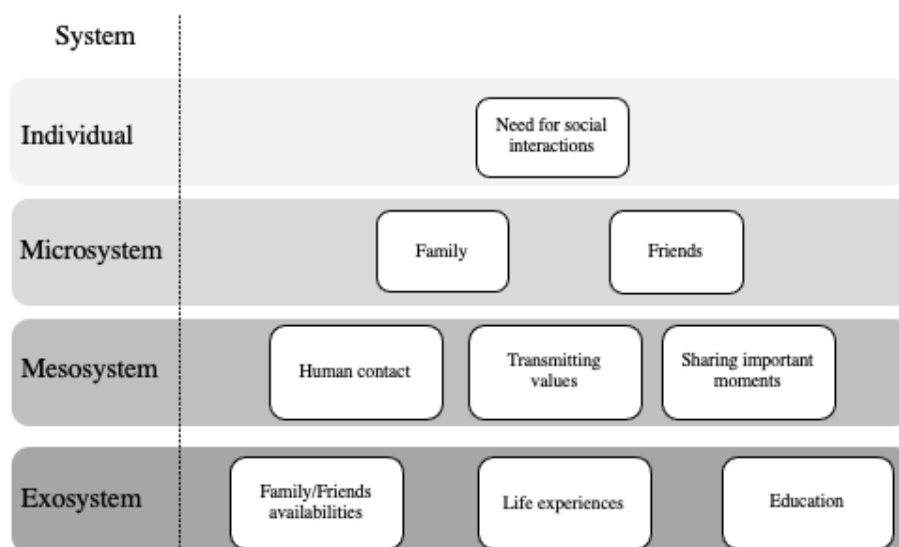 System
Individual
Need for social
interactions
Microsystem
Family
Friends
Mesosystem
Human contact
Transmitting
values
Sharing important
moments
Exosystem
Family/Friends
availabilities
Life experiences
Education